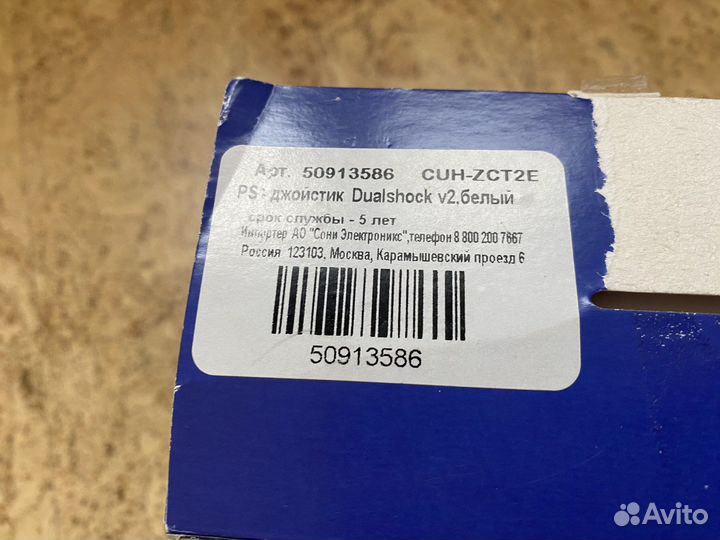 Арт. 50913586 CUH-ZCT2E
PS: джойстик Dualshock v2,белый
срок службы - 5 лет
Импортер АО "Сони Электроникс",телефон 8 800 200 7667
Россия 123103, Москва, Карамышевский проезд 6
50913586
Avito